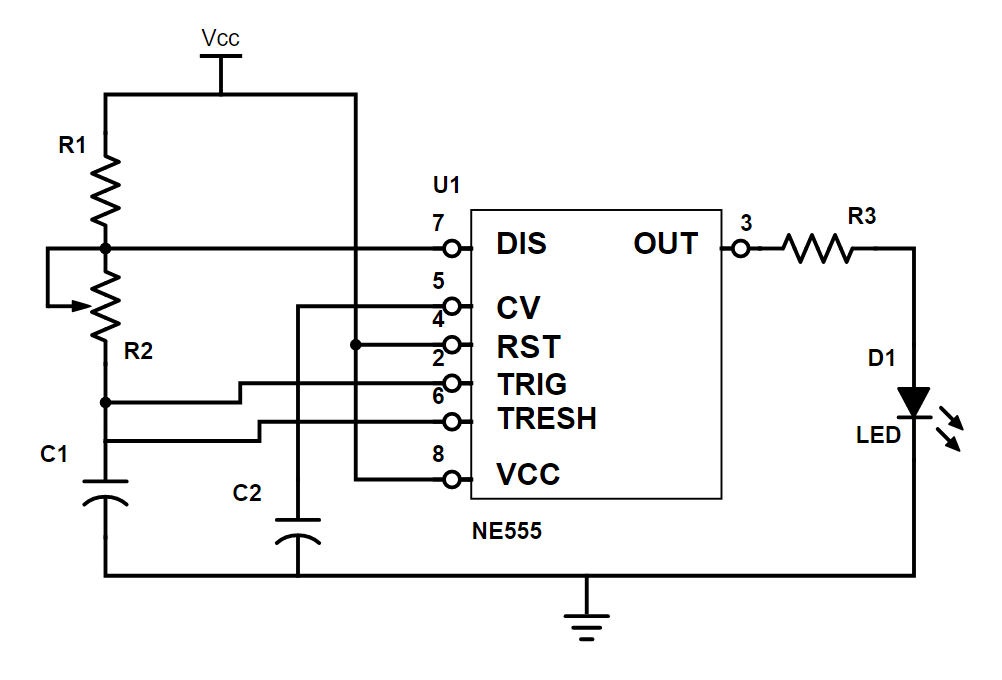 Vcc
R1
U1
7
DIS
OUT
3
R3
5
CV
4
RST
R2
2
TRIG
D1
6
TRESH
LED
C1
8
VCC
C2
NE555